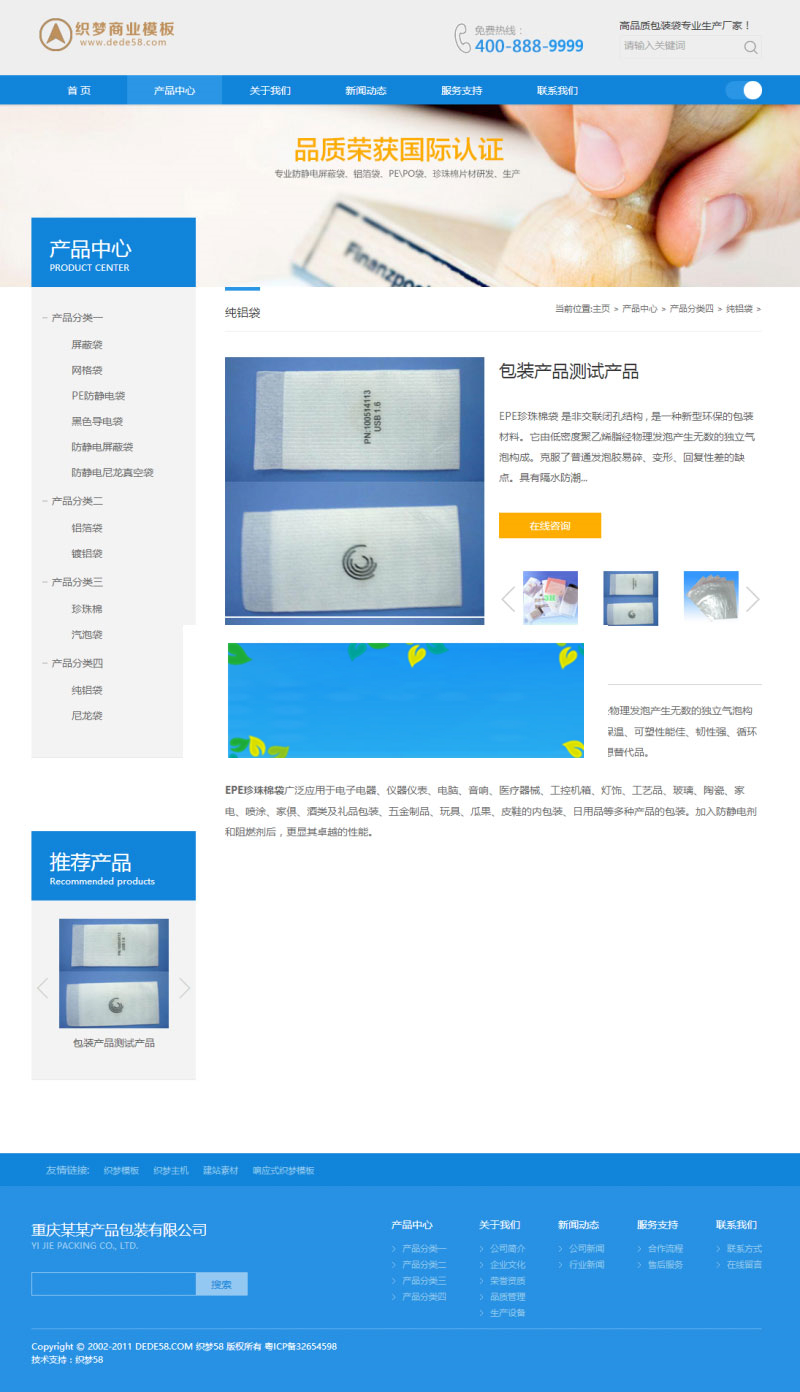 织梦商业模板
www.dede58.com
免费热线：
400-888-9999
高品质包装袋专业生产厂家！
请输入关键词
首 页
产品中心
关于我们
新闻动态
服务支持
联系我们
品质荣获国际认证
专业防静电屏蔽袋、铝箔袋、PE\PO袋、珍珠棉片材研发、生产
Finanzpo
产品中心
PRODUCT CENTER
产品分类一
屏蔽袋
网格袋
PE防静电袋
黑色导电袋
防静电屏蔽袋
防静电尼龙真空袋
产品分类二
铝箔袋
镀铝袋
产品分类三
珍珠棉
汽泡袋
产品分类四
纯铝袋
尼龙袋
纯铝袋
当前位置:主页 > 产品中心 > 产品分类四 > 纯铝袋 >
PN:100514113
USB 1.6
包装产品测试产品
EPE珍珠棉袋 是非交联闭孔结构，是一种新型环保的包装
材料。它由低密度聚乙烯脂经物理发泡产生无数的独立气
泡构成。克服了普通发泡胶易碎、变形、回复性差的缺
点。具有隔水防潮...
在线咨询
物理发泡产生无数的独立气泡构
保温、可塑性能佳、韧性强、循环
想替代品。
EPE珍珠棉袋广泛应用于电子电器、仪器仪表、电脑、音响、医疗器械、工控机箱、灯饰、工艺品、玻璃、陶瓷、家
电、喷涂、家俱、酒类及礼品包装、五金制品、玩具、瓜果、皮鞋的内包装、日用品等多种产品的包装。加入防静电剂
和阻燃剂后，更显其卓越的性能。
推荐产品
Recommended products
包装产品测试产品
友情链接:
织梦模板
织梦主机
建站素材
响应式织梦模板
重庆某某产品包装有限公司
YI JIE PACKING CO., LTD.
搜索
产品中心
产品分类一
产品分类二
产品分类三
产品分类四
关于我们
公司简介
企业文化
荣誉资质
品质管理
生产设备
新闻动态
公司新闻
行业新闻
服务支持
合作流程
售后服务
联系我们
联系方式
在线留言
Copyright © 2002-2011 DEDE58.COM 织梦58 版权所有 粤ICP备32654598
技术支持：织梦58